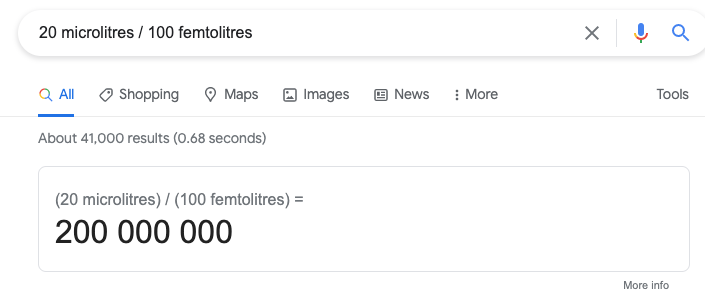 20 microlitres / 100 femtolitres
All Shopping Maps Images News More Tools
About 41,000 results (0.68 seconds)
(20 microlitres) / (100 femtolitres) =
200 000 000
More info